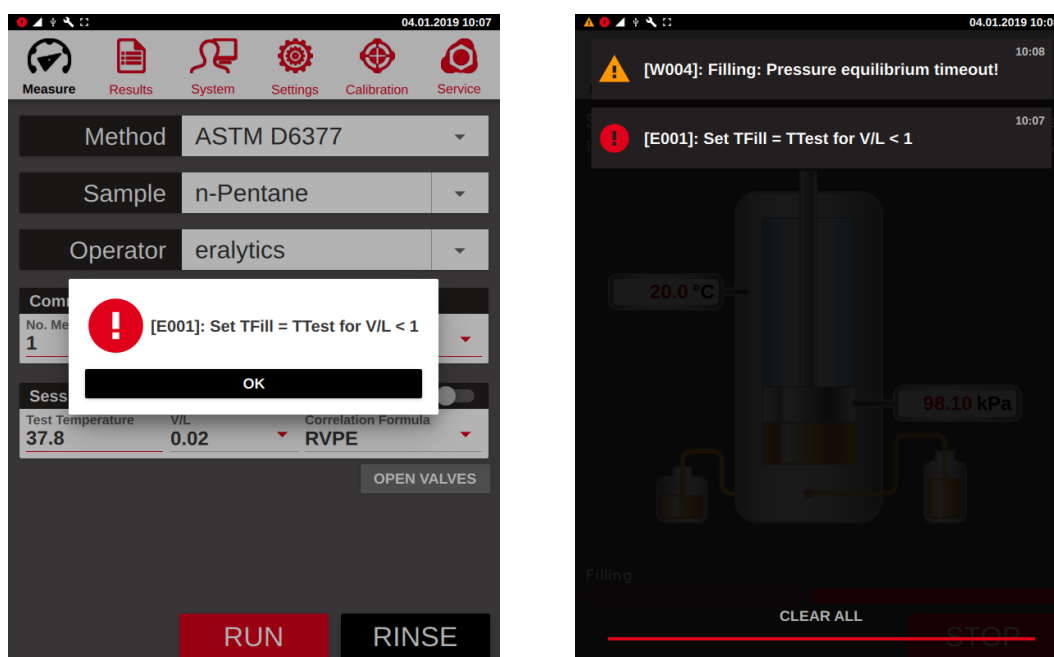 04.01.2019 10:07
Measure Results System Settings Calibration Service
Method ASTM D6377
Sample n-Pentane
Operator eralytics
Com
No. Me
1
[E001]: Set TFill = TTest for V/L < 1
OK
Sess
Test Temperature V/L Correlation Formula
37.8 0.02 RVPE
OPEN VALVES
RUN RINSE
04.01.2019 10:0
10:08
[W004]: Filling: Pressure equilibrium timeout!
10:07
[E001]: Set TFill = TTest for V/L < 1
20.0 °C
98.10 kPa
Filling
CLEAR ALL
STOP